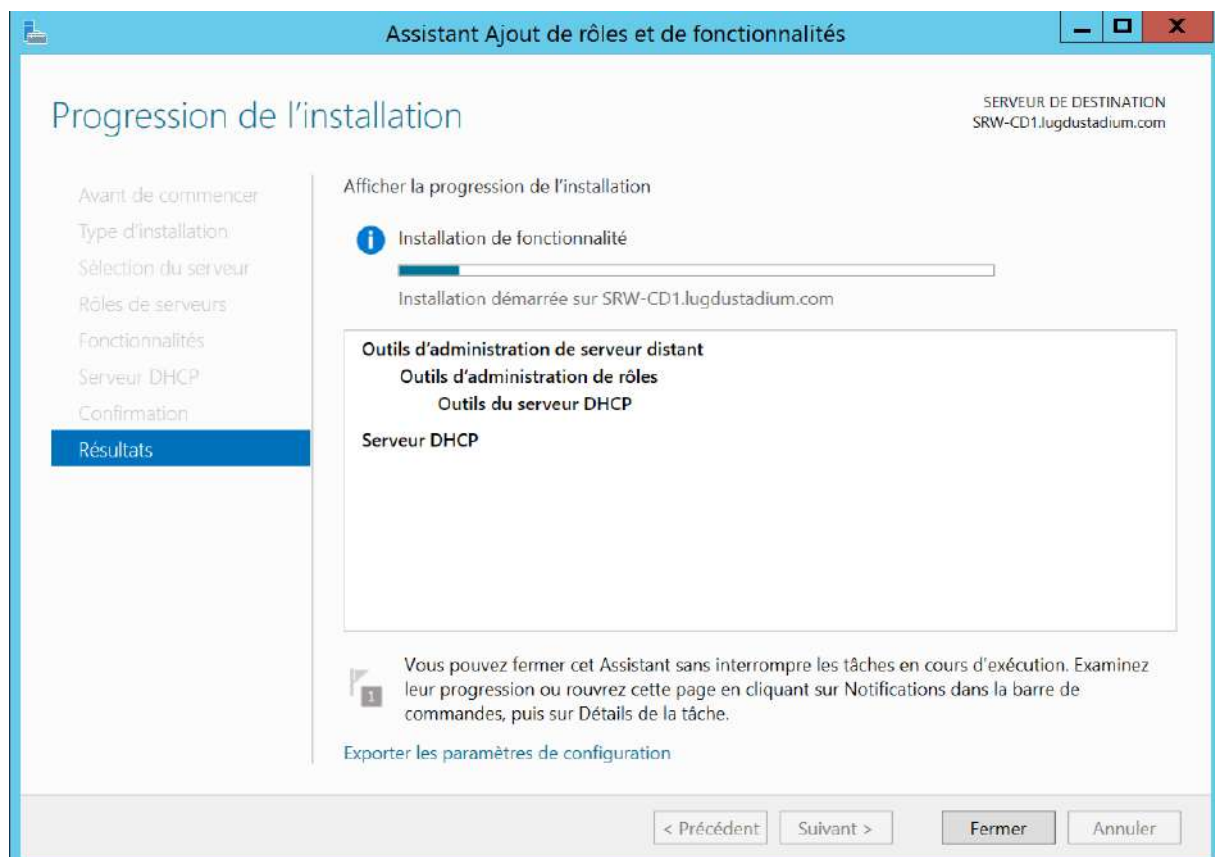 Assistant Ajout de rôles et de fonctionnalités
Progression de l'installation
SERVEUR DE DESTINATION
SRW-CD1.lugdustadium.com
Avant de commencer
Type d'installation
Sélection du serveur
Rôles de serveurs
Fonctionnalités
Serveur DHCP
Confirmation
Résultats
Afficher la progression de l'installation
Installation de fonctionnalité
Installation démarrée sur SRW-CD1.lugdustadium.com
Outils d'administration de serveur distant
Outils d'administration de rôles
Outils du serveur DHCP
Serveur DHCP
1
Vous pouvez fermer cet Assistant sans interrompre les tâches en cours d'exécution. Examinez
leur progression ou rouvrez cette page en cliquant sur Notifications dans la barre de
commandes, puis sur Détails de la tâche.
Exporter les paramètres de configuration
< Précédent
Suivant >
Fermer
Annuler